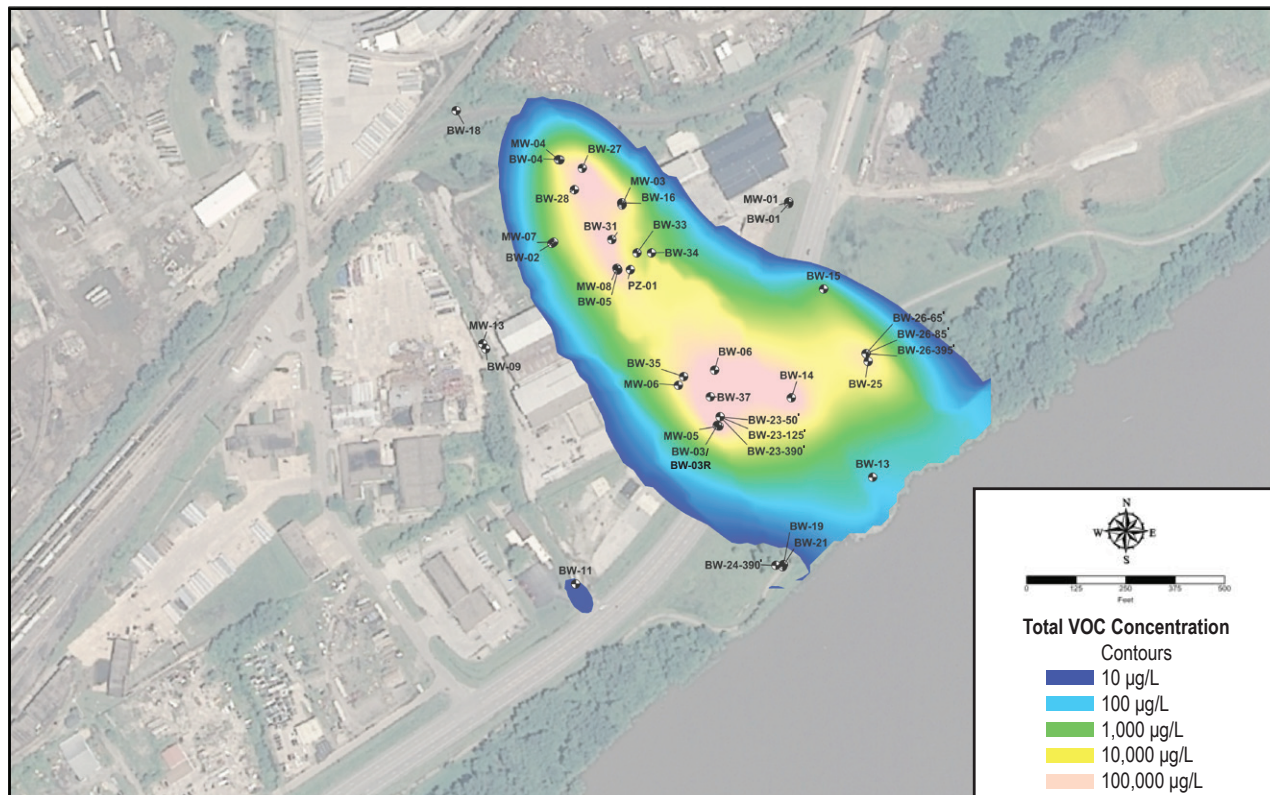 BW-18
MW-04
BW-27
BW-04
MW-03
BW-28
BW-16
MW-01
BW-01
BW-31
BW-33
MW-07
BW-02
BW-34
MW-08
PZ-01
BW-05
BW-15
BW-26-65'
BW-26-85'
BW-26-395'
BW-25
MW-13
BW-09
BW-06
BW-35
MW-06
BW-14
BW-37
BW-23-50'
MW-05
BW-23-125'
BW-03/
BW-23-390'
BW-03R
BW-13
BW-19
BW-21
BW-24-390'
BW-11
N
W E
S
0 125 250 375 500
Feet
Total VOC Concentration
Contours
10 µg/L
100 µg/L
1,000 µg/L
10,000 µg/L
100,000 µg/L